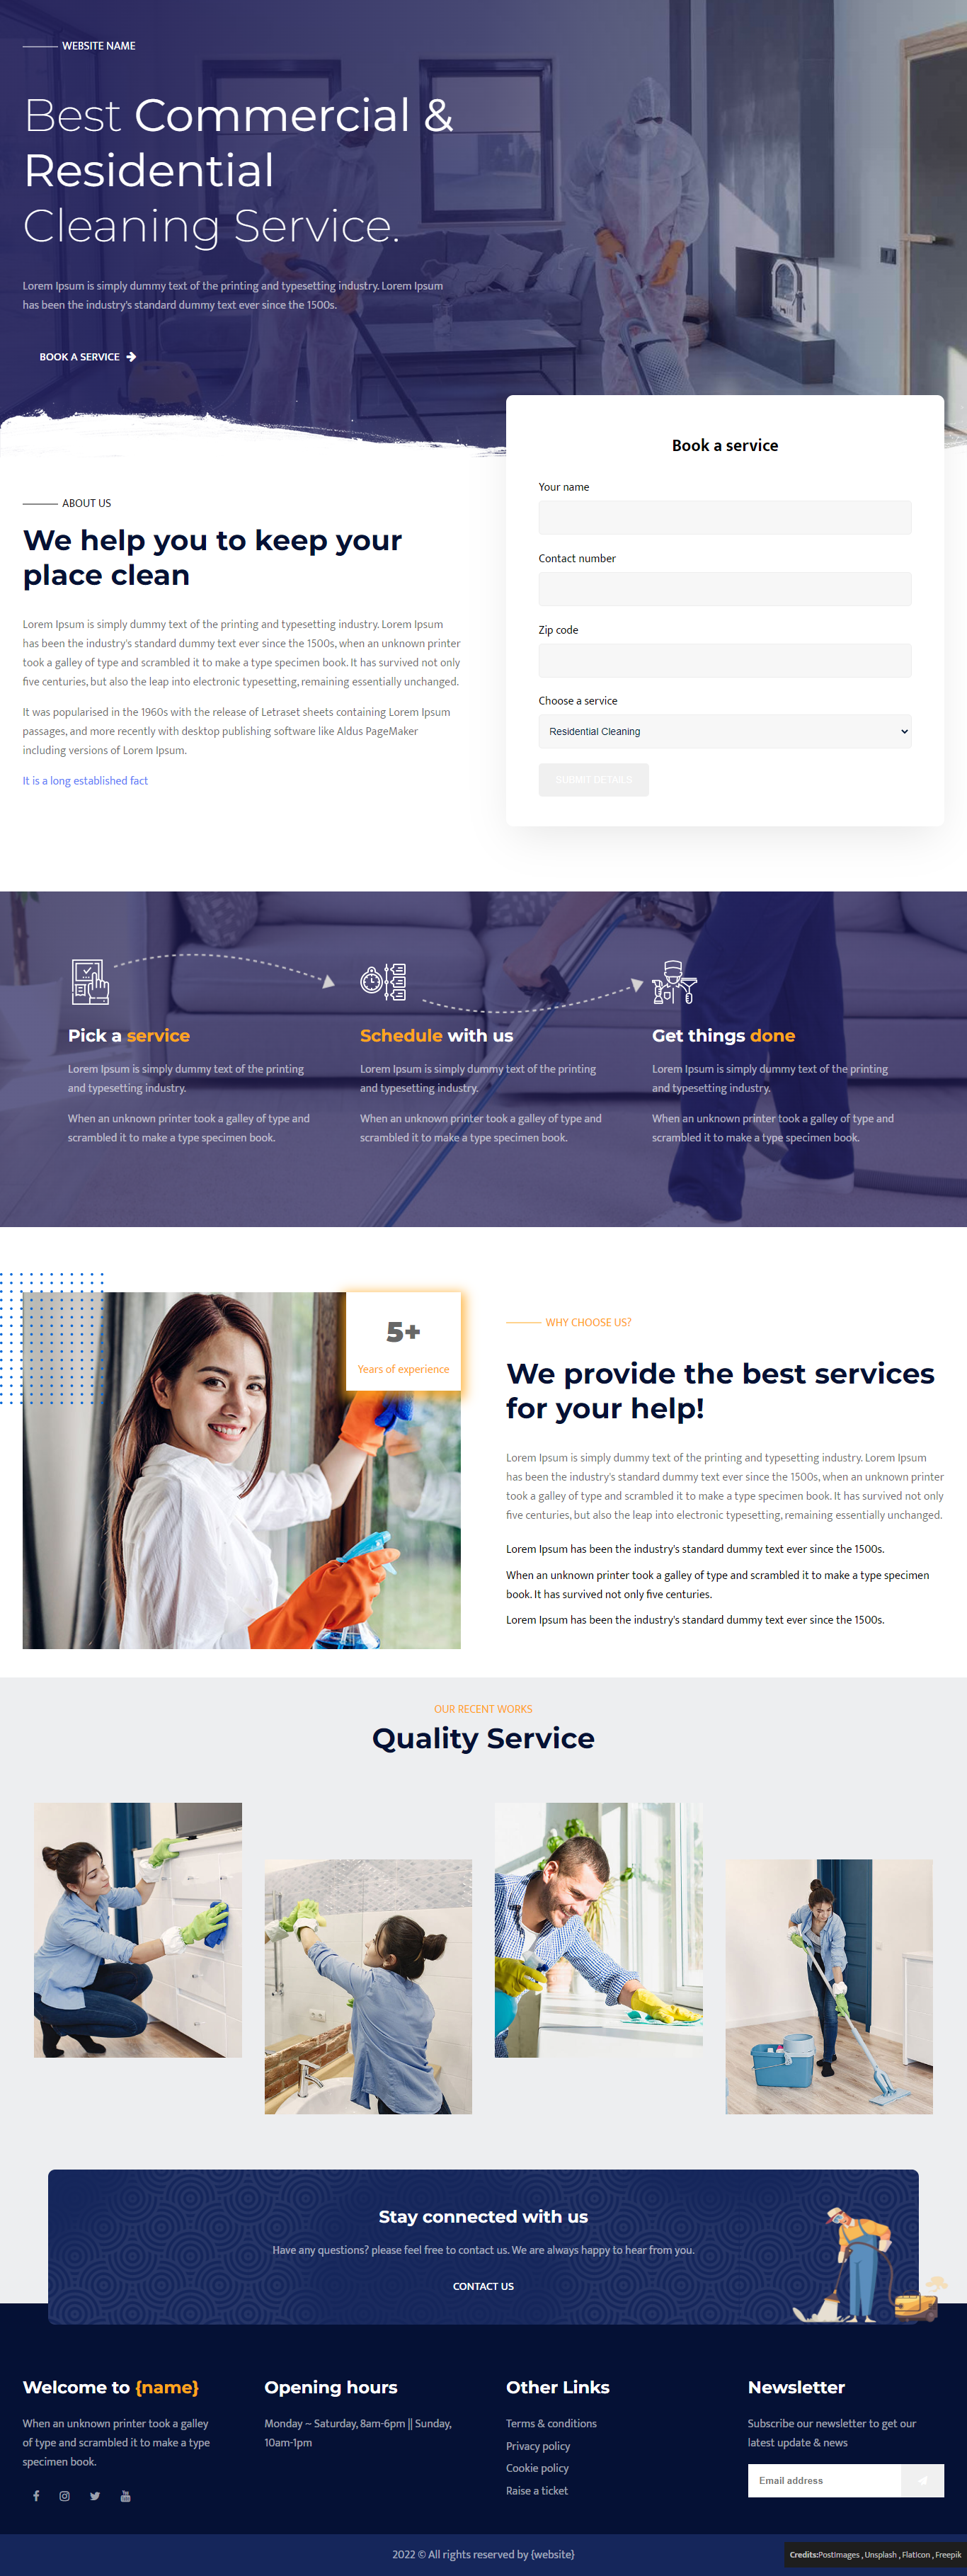 WEBSITE NAME
Best Commercial &
Residential
Cleaning Service.
Lorem Ipsum is simply dummy text of the printing and typesetting industry. Lorem Ipsum
has been the industry's standard dummy text ever since the 1500s.
BOOK A SERVICE
Book a service
Your name
Contact number
Zip code
Choose a service
Residential Cleaning
SUBMIT DETAILS
ABOUT US
We help you to keep your
place clean
Lorem Ipsum is simply dummy text of the printing and typesetting industry. Lorem Ipsum
has been the industry's standard dummy text ever since the 1500s, when an unknown printer
took a galley of type and scrambled it to make a type specimen book. It has survived not only
five centuries, but also the leap into electronic typesetting, remaining essentially unchanged.
It was popularised in the 1960s with the release of Letraset sheets containing Lorem Ipsum
passages, and more recently with desktop publishing software like Aldus PageMaker
including versions of Lorem Ipsum.
It is a long established fact
Pick a service
Lorem Ipsum is simply dummy text of the printing
and typesetting industry.
When an unknown printer took a galley of type and
scrambled it to make a type specimen book.
Schedule with us
Lorem Ipsum is simply dummy text of the printing
and typesetting industry.
When an unknown printer took a galley of type and
scrambled it to make a type specimen book.
Get things done
Lorem Ipsum is simply dummy text of the printing
and typesetting industry.
When an unknown printer took a galley of type and
scrambled it to make a type specimen book.
5+
Years of experience
WHY CHOOSE US?
We provide the best services
for your help!
Lorem Ipsum is simply dummy text of the printing and typesetting industry. Lorem Ipsum
has been the industry's standard dummy text ever since the 1500s, when an unknown printer
took a galley of type and scrambled it to make a type specimen book. It has survived not only
five centuries, but also the leap into electronic typesetting, remaining essentially unchanged.
Lorem Ipsum has been the industry's standard dummy text ever since the 1500s.
When an unknown printer took a galley of type and scrambled it to make a type specimen
book. It has survived not only five centuries.
Lorem Ipsum has been the industry's standard dummy text ever since the 1500s.
OUR RECENT WORKS
Quality Service
Stay connected with us
Have any questions? please feel free to contact us. We are always happy to hear from you.
CONTACT US
Welcome to {name}
When an unknown printer took a galley
of type and scrambled it to make a type
specimen book.
Opening hours
Monday ~ Saturday, 8am-6pm || Sunday,
10am-1pm
Other Links
Terms & conditions
Privacy policy
Cookie policy
Raise a ticket
Newsletter
Subscribe our newsletter to get our
latest update & news
Email address
2022 © All rights reserved by {website}
Credits:PostImages , Unsplash , FlatIcon , Freepik